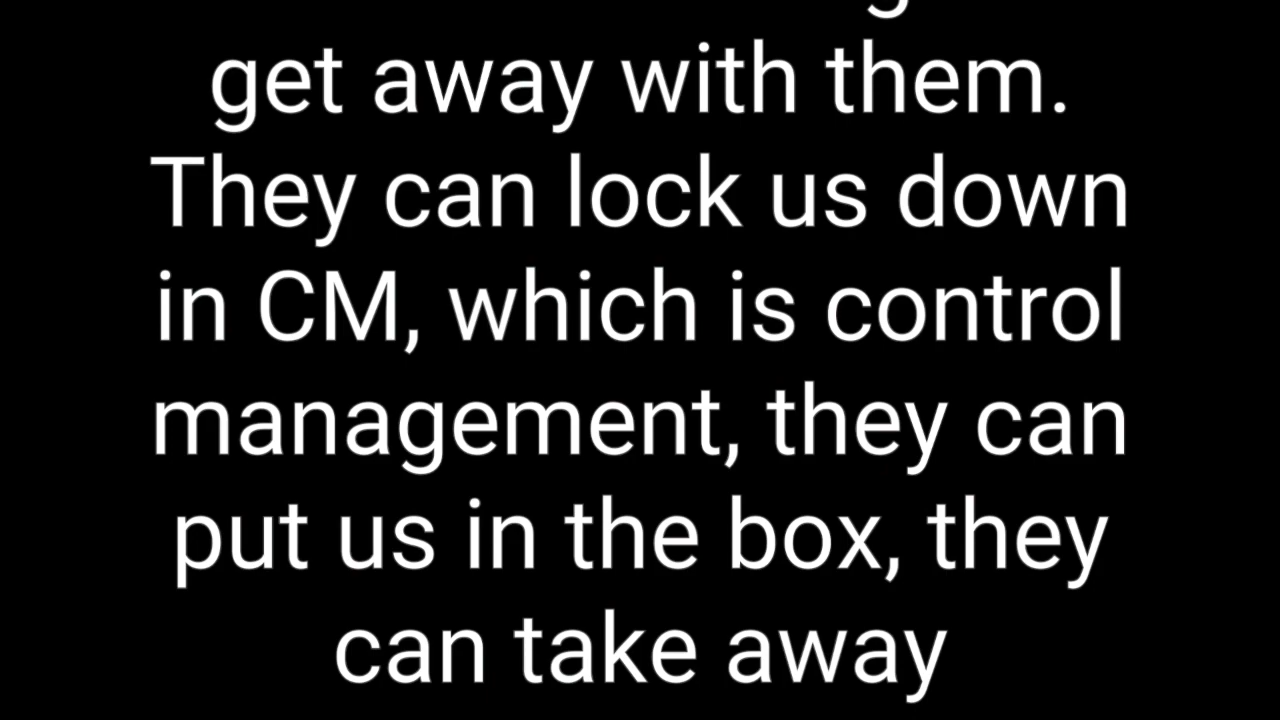 get away with them.
They can lock us down
in CM, which is control
management, they can
put us in the box, they
can take away